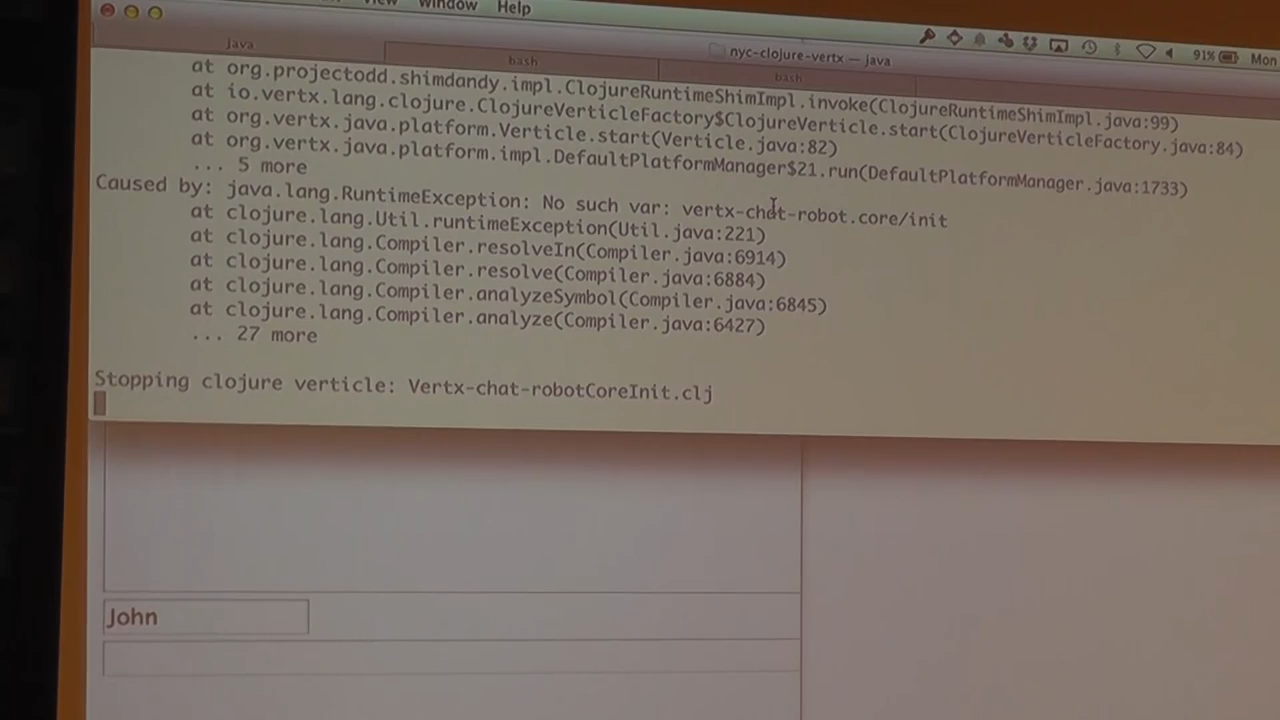 View Window Help
91% Mon
nyc-clojure-vertx — java
java bash bash
at org.projectodd.shimdandy.impl.ClojureRuntimeShimImpl.invoke(ClojureRuntimeShimImpl.java:99)
at io.vertx.lang.clojure.ClojureVerticleFactory$ClojureVerticle.start(ClojureVerticleFactory.java:84)
at org.vertx.java.platform.Verticle.start(Verticle.java:82)
at org.vertx.java.platform.impl.DefaultPlatformManager$21.run(DefaultPlatformManager.java:1733)
... 5 more
Caused by: java.lang.RuntimeException: No such var: vertx-chat-robot.core/init
at clojure.lang.Util.runtimeException(Util.java:221)
at clojure.lang.Compiler.resolveIn(Compiler.java:6914)
at clojure.lang.Compiler.resolve(Compiler.java:6884)
at clojure.lang.Compiler.analyzeSymbol(Compiler.java:6845)
at clojure.lang.Compiler.analyze(Compiler.java:6427)
... 27 more
Stopping clojure verticle: Vertx-chat-robotCoreInit.clj
John